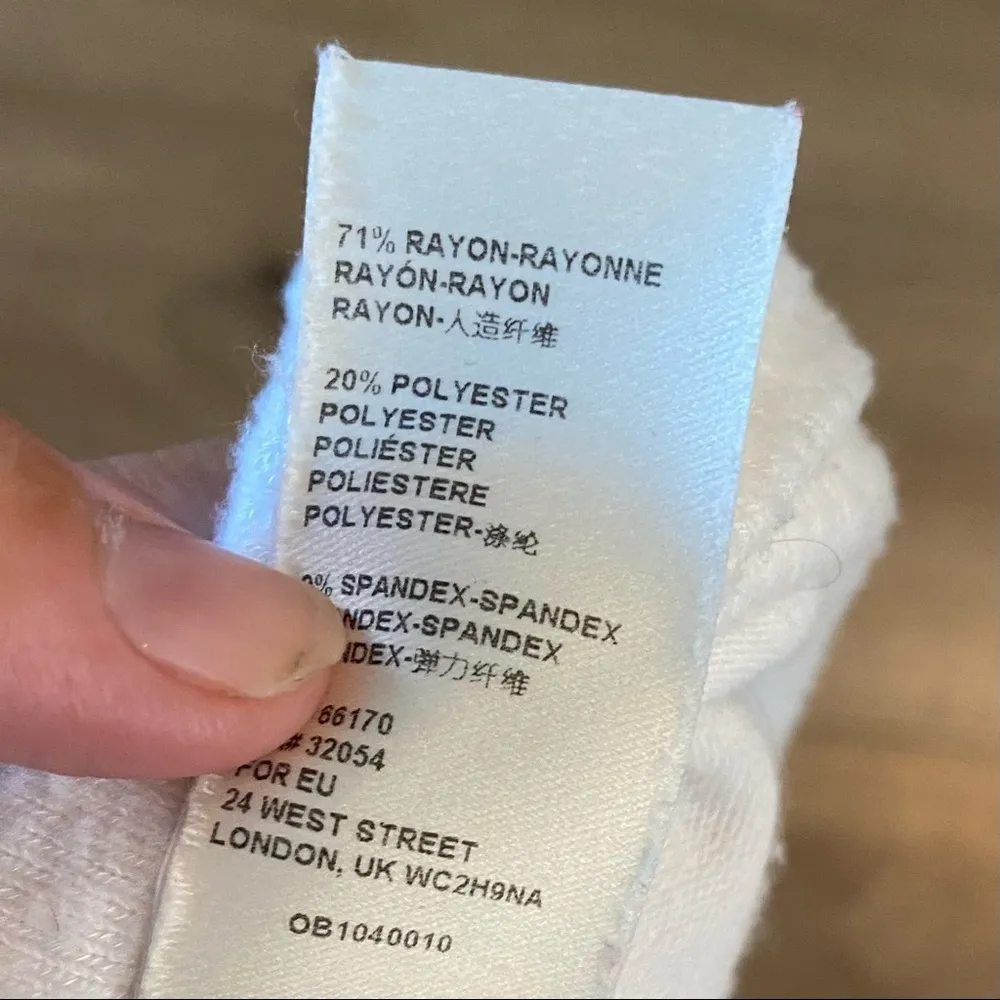 71% RAYON-RAYONNE
RAYÓN-RAYON
RAYON-人造纤维
20% POLYESTER
POLYESTER
POLIÉSTER
POLIESTERE
POLYESTER-涤纶
% SPANDEX-SPANDEX
NDEX-SPANDEX
NDEX-弹力纤维
66170
#32054
FOR EU
24 WEST STREET
LONDON, UK WC2H9NA
OB1040010